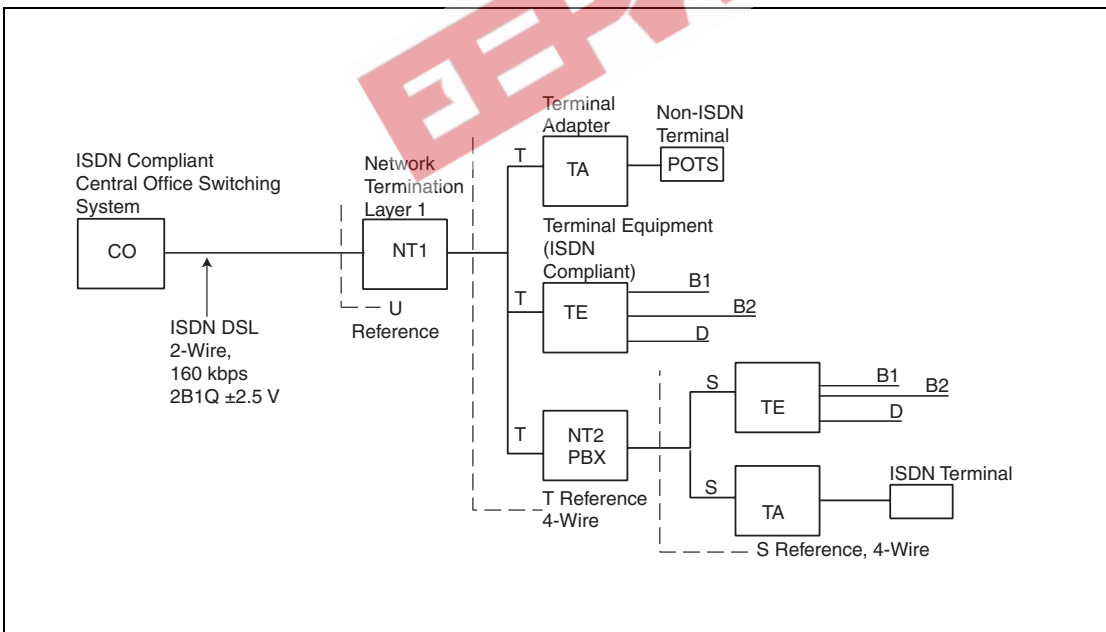 Terminal
Adapter
Non-ISDN
Terminal
T
TA
POTS
ISDN Compliant
Central Office Switching
System
CO
Network
Termination
Layer 1
NT1
ISDN DSL
2-Wire,
160 kbps
2B1Q ±2.5 V
U
Reference
Terminal Equipment
(ISDN
Compliant)
T
TE
B1
B2
D
T
NT2
PBX
T Reference
4-Wire
S
TE
B1
B2
D
S
TA
ISDN Terminal
S Reference, 4-Wire